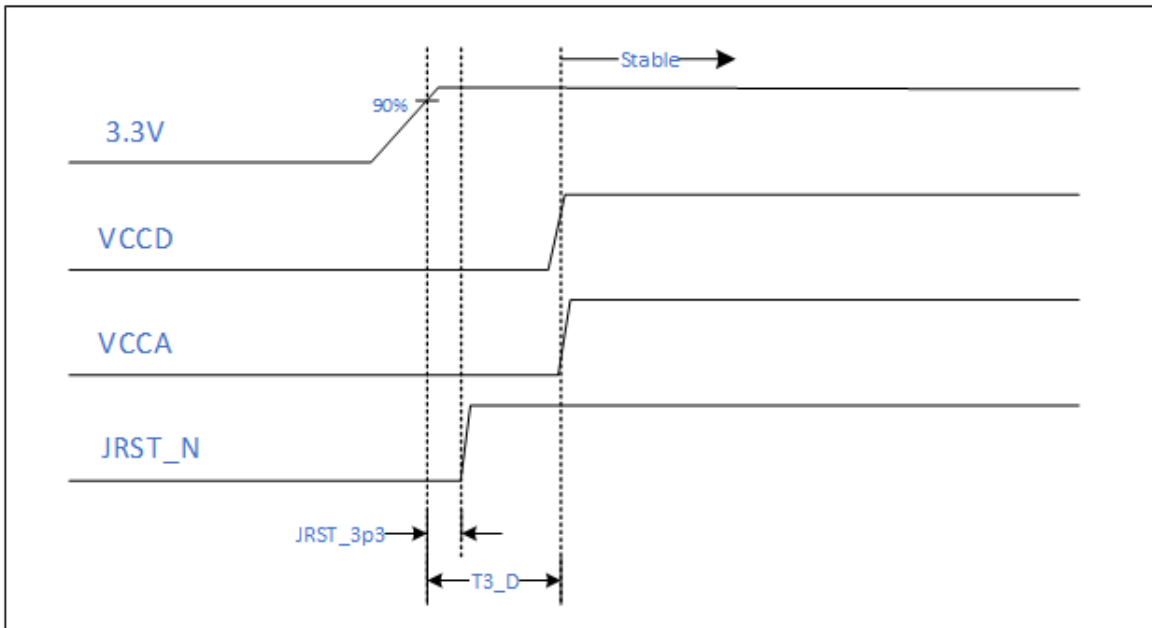 Stable
90%
3.3V
VCCD
VCCA
JRST_N
JRST_3p3
T3_D